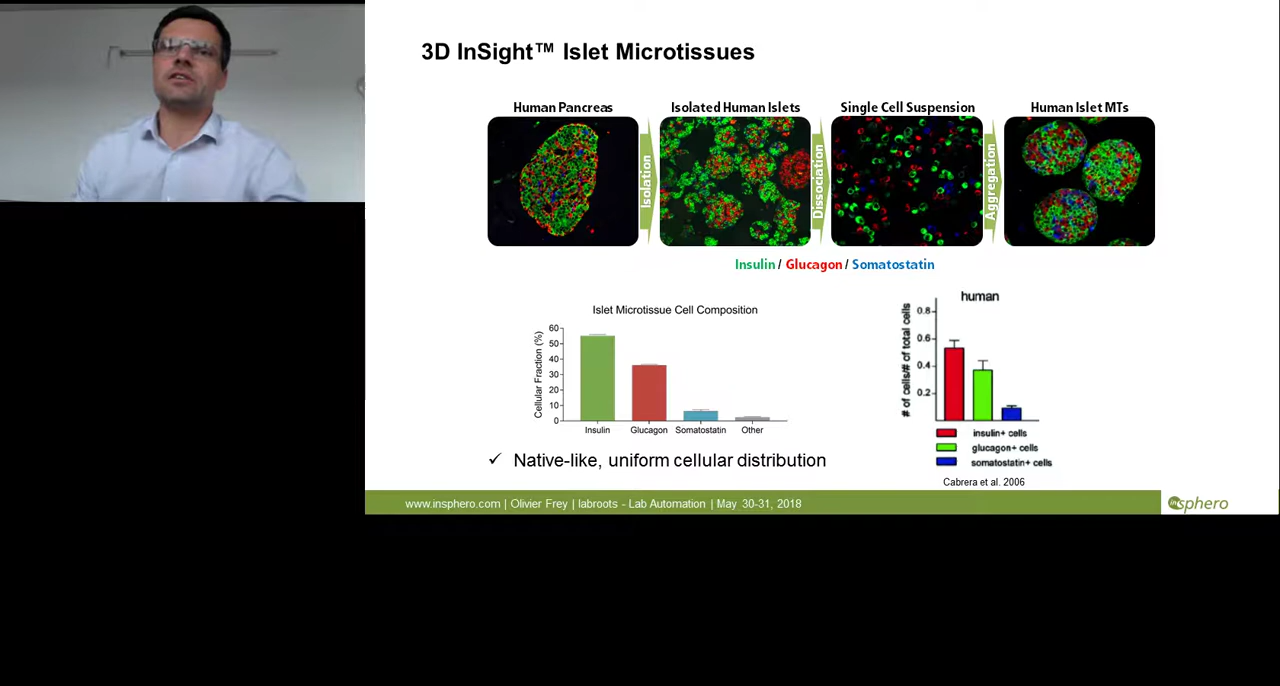 3D InSight™ Islet Microtissues
Human Pancreas
Isolated Human Islets
Single Cell Suspension
Human Islet MTs
Isolation
Dissociation
Aggregation
Insulin / Glucagon / Somatostatin
Islet Microtissue Cell Composition
Cellular Fraction (%)
60
50
40
30
20
10
0
Insulin
Glucagon
Somatostatin
Other
human
# of cells/# of total cells
0.8
0.6
0.4
0.2
insulin+ cells
glucagon+ cells
somatostatin+ cells
Cabrera et al. 2006
✓ Native-like, uniform cellular distribution
www.insphero.com | Olivier Frey | labroots - Lab Automation | May 30-31, 2018
insphero